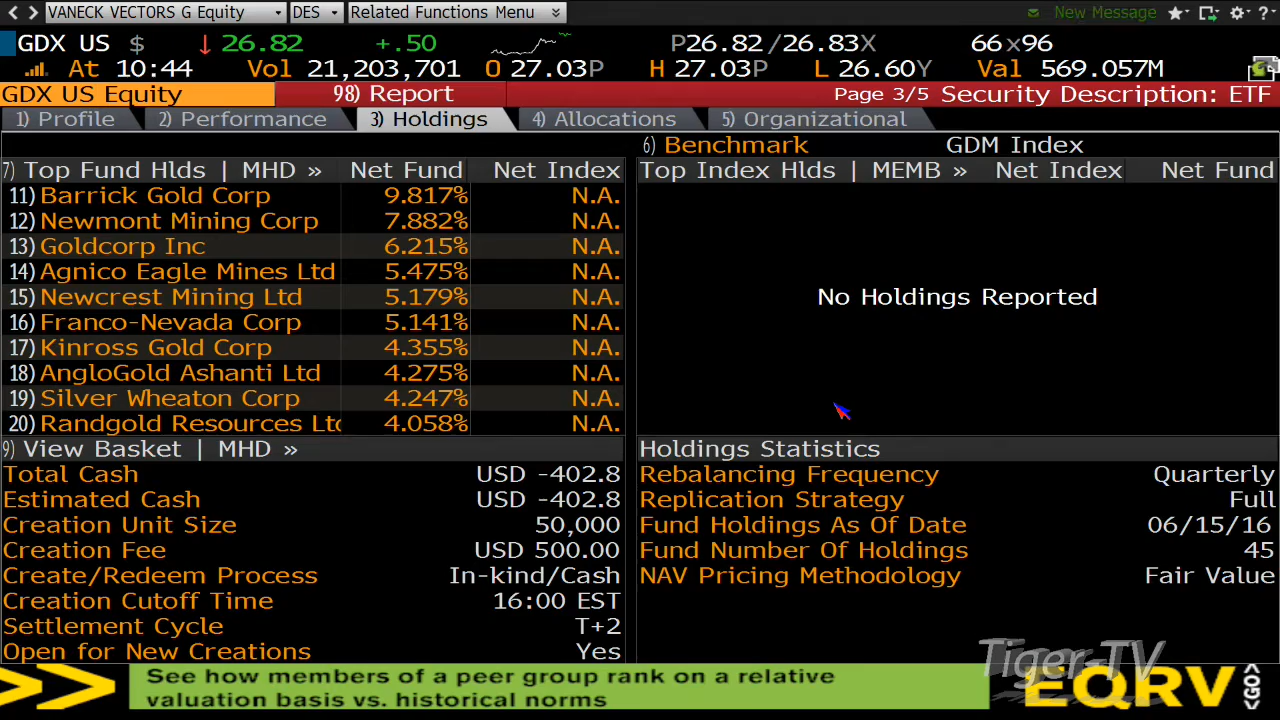 VANECK VECTORS G Equity DES Related Functions Menu New Message ?
GDX US $ ↓ 26.82 +.50 P26.82 /26.83X 66 x96
At 10:44 Vol 21,203,701 O 27.03P H 27.03P L 26.60Y Val 569.057M
GDX US Equity 98) Report Page 3/5 Security Description: ETF
1) Profile 2) Performance 3) Holdings 4) Allocations 5) Organizational
6) Benchmark GDM Index
7) Top Fund Hlds | MHD » Net Fund Net Index Top Index Hlds | MEMB » Net Index Net Fund
11) Barrick Gold Corp 9.817% N.A.
12) Newmont Mining Corp 7.882% N.A.
13) Goldcorp Inc 6.215% N.A.
14) Agnico Eagle Mines Ltd 5.475% N.A.
15) Newcrest Mining Ltd 5.179% N.A. No Holdings Reported
16) Franco-Nevada Corp 5.141% N.A.
17) Kinross Gold Corp 4.355% N.A.
18) AngloGold Ashanti Ltd 4.275% N.A.
19) Silver Wheaton Corp 4.247% N.A.
20) Randgold Resources Ltd 4.058% N.A.
9) View Basket | MHD » Holdings Statistics
Total Cash USD -402.8 Rebalancing Frequency Quarterly
Estimated Cash USD -402.8 Replication Strategy Full
Creation Unit Size 50,000 Fund Holdings As Of Date 06/15/16
Creation Fee USD 500.00 Fund Number Of Holdings 45
Create/Redeem Process In-kind/Cash NAV Pricing Methodology Fair Value
Creation Cutoff Time 16:00 EST
Settlement Cycle T+2
Open for New Creations Yes
See how members of a peer group rank on a relative
valuation basis vs. historical norms
EQRV <GO>
Tiger-TV